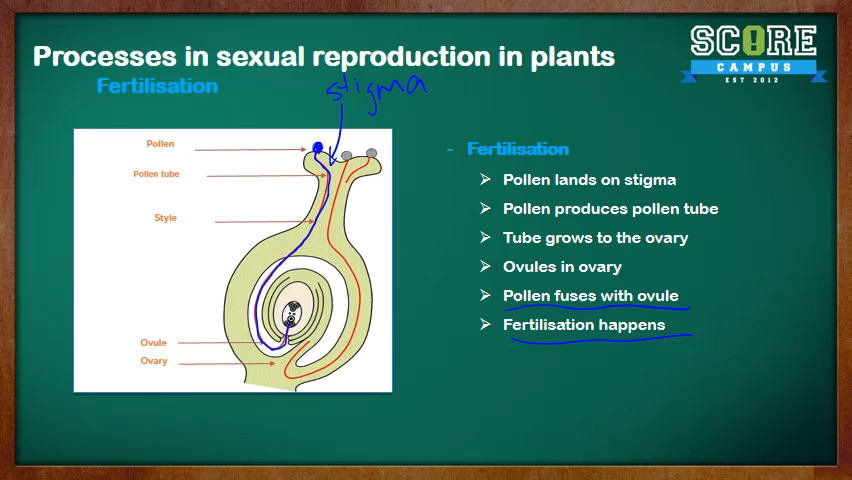 Processes in sexual reproduction in plants
SCORE
CAMPUS
EST 2012
Fertilisation
stigma
Pollen
Pollen tube
Style
Ovule
Ovary
- Fertilisation
Pollen lands on stigma
Pollen produces pollen tube
Tube grows to the ovary
Ovules in ovary
Pollen fuses with ovule
Fertilisation happens